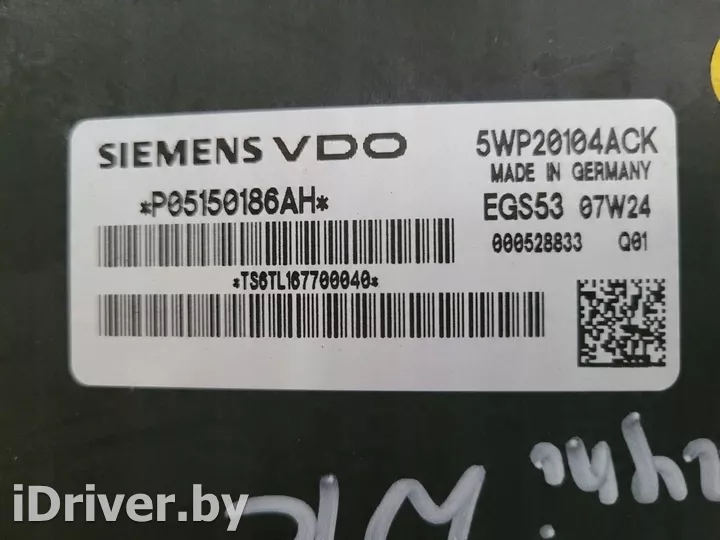 SIEMENS VDO
5WP20104ACK
MADE IN GERMANY
*P05150186AH*
EGS53 07W24
000528833 Q01
*TS6TL167700040*
iDriver.by